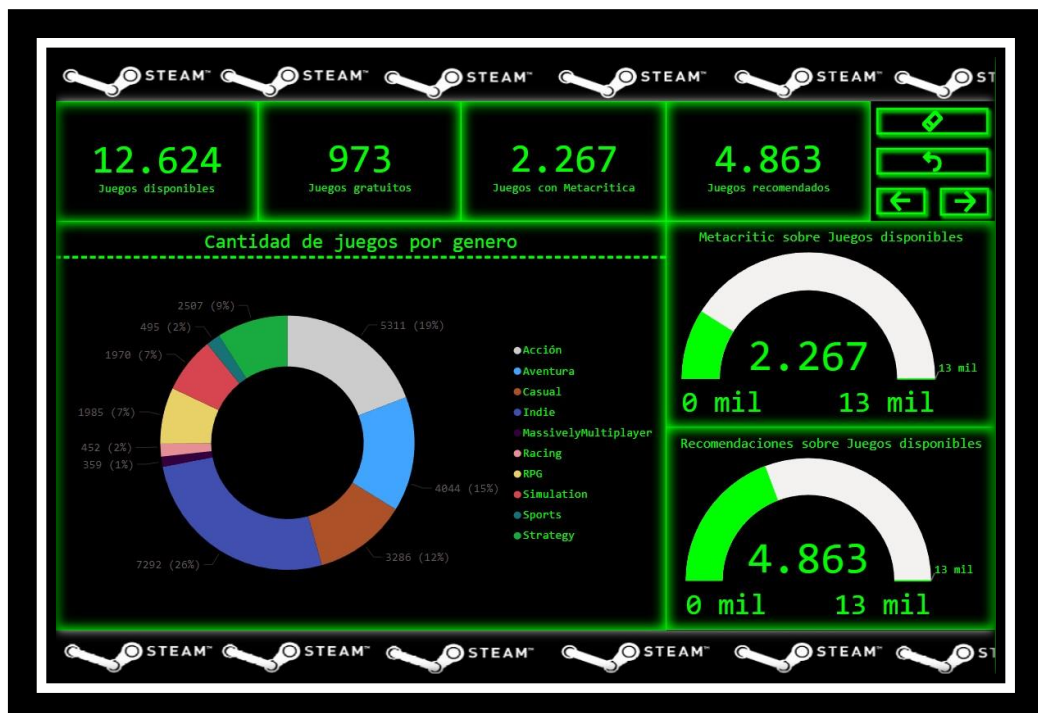 STEAM™ STEAM™ STEAM™ STEAM™ STEAM™ ST
12.624
Juegos disponibles
973
Juegos gratuitos
2.267
Juegos con Metacritica
4.863
Juegos recomendados
Cantidad de juegos por genero
2507 (9%)
495 (2%)
1970 (7%)
1985 (7%)
452 (2%)
359 (1%)
7292 (26%)
5311 (19%)
4044 (15%)
3286 (12%)
Acción
Aventura
Casual
Indie
MassivelyMultiplayer
Racing
RPG
Simulation
Sports
Strategy
Metacritic sobre Juegos disponibles
2.267
13 mil
0 mil 13 mil
Recomendaciones sobre Juegos disponibles
4.863
13 mil
0 mil 13 mil
STEAM™ STEAM™ STEAM™ STEAM™ STEAM™ ST